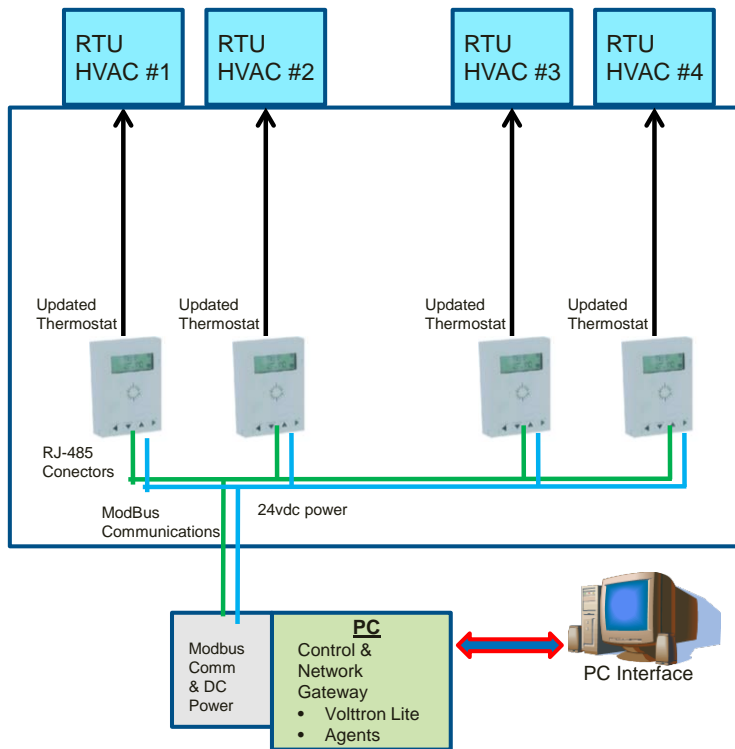 RTU
HVAC #1
RTU
HVAC #2
RTU
HVAC #3
RTU
HVAC #4
Updated
Thermostat
Updated
Thermostat
Updated
Thermostat
Updated
Thermostat
RJ-485
Conectors
ModBus
Communications
24vdc power
Modbus
Comm
& DC
Power
PC
Control &
Network
Gateway
• Volttron Lite
• Agents
PC Interface